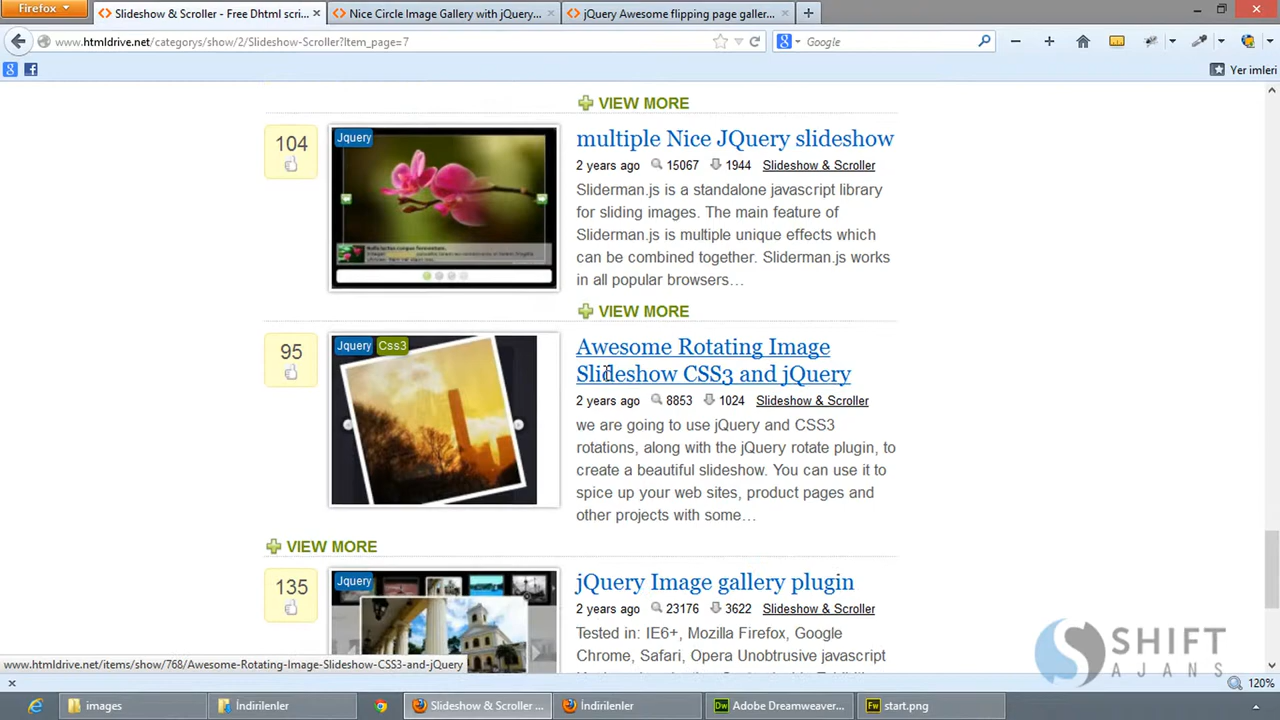 Firefox
Slideshow & Scroller - Free Dhtml scri...
Nice Circle Image Gallery with jQuery...
jQuery Awesome flipping page galler...
www.htmldrive.net/categorys/show/2/Slideshow-Scroller?Item_page=7
Google
Yer imleri
VIEW MORE
104
Jquery
multiple Nice JQuery slideshow
2 years ago 15067 1944 Slideshow & Scroller
Sliderman.js is a standalone javascript library
for sliding images. The main feature of
Sliderman.js is multiple unique effects which
can be combined together. Sliderman.js works
in all popular browsers…
VIEW MORE
95
Jquery Css3
Awesome Rotating Image
Slideshow CSS3 and jQuery
2 years ago 8853 1024 Slideshow & Scroller
we are going to use jQuery and CSS3
rotations, along with the jQuery rotate plugin, to
create a beautiful slideshow. You can use it to
spice up your web sites, product pages and
other projects with some…
VIEW MORE
135
Jquery
jQuery Image gallery plugin
2 years ago 23176 3622 Slideshow & Scroller
Tested in: IE6+, Mozilla Firefox, Google
Chrome, Safari, Opera Unobtrusive javascript
SHIFT
AJANS
www.htmldrive.net/items/show/768/Awesome-Rotating-Image-Slideshow-CSS3-and-jQuery
120%
images
İndirilenler
Slideshow & Scroller ...
İndirilenler
Adobe Dreamweaver...
start.png